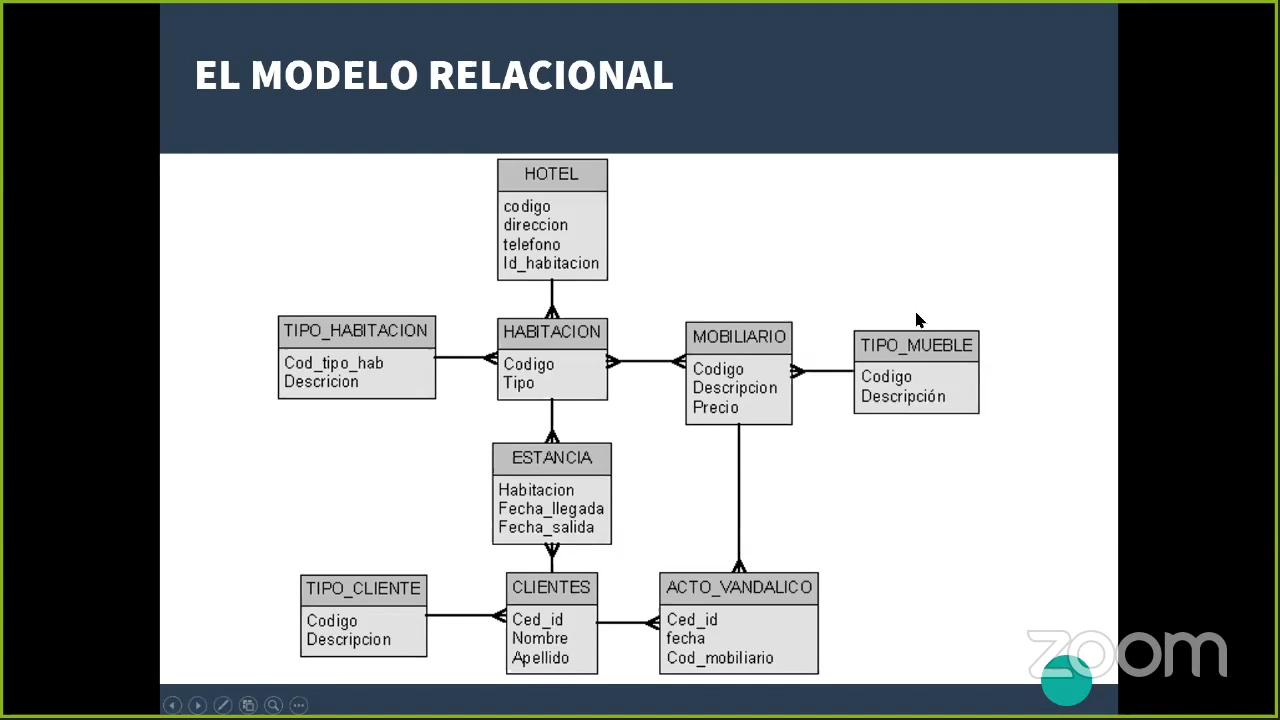 EL MODELO RELACIONAL
HOTEL
codigo
direccion
telefono
Id_habitacion
TIPO_HABITACION
Cod_tipo_hab
Descricion
HABITACION
Codigo
Tipo
MOBILIARIO
Codigo
Descripcion
Precio
TIPO_MUEBLE
Codigo
Descripción
ESTANCIA
Habitacion
Fecha_llegada
Fecha_salida
TIPO_CLIENTE
Codigo
Descripcion
CLIENTES
Ced_id
Nombre
Apellido
ACTO_VANDALICO
Ced_id
fecha
Cod_mobiliario
zoom